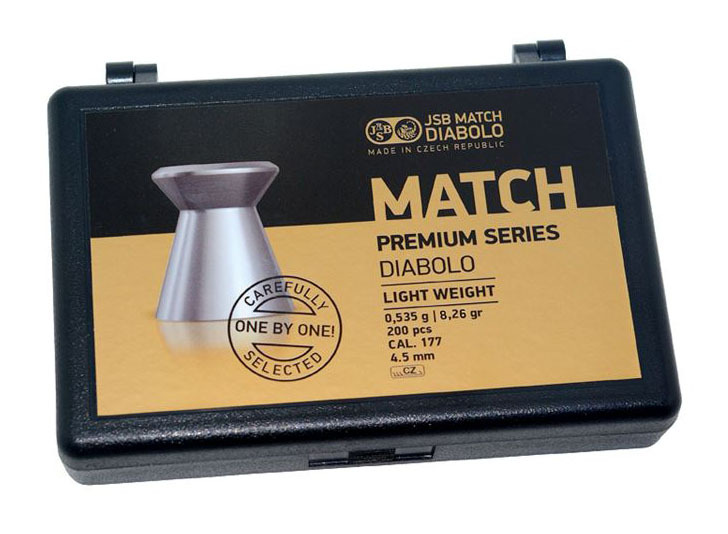 JSB
JSB MATCH
DIABOLO
MADE IN CZECH REPUBLIC
MATCH
PREMIUM SERIES
DIABOLO
LIGHT WEIGHT
0,535 g | 8,26 gr
200 pcs
CAL. 177
4.5 mm
CZ
CAREFULLY
ONE BY ONE!
SELECTED